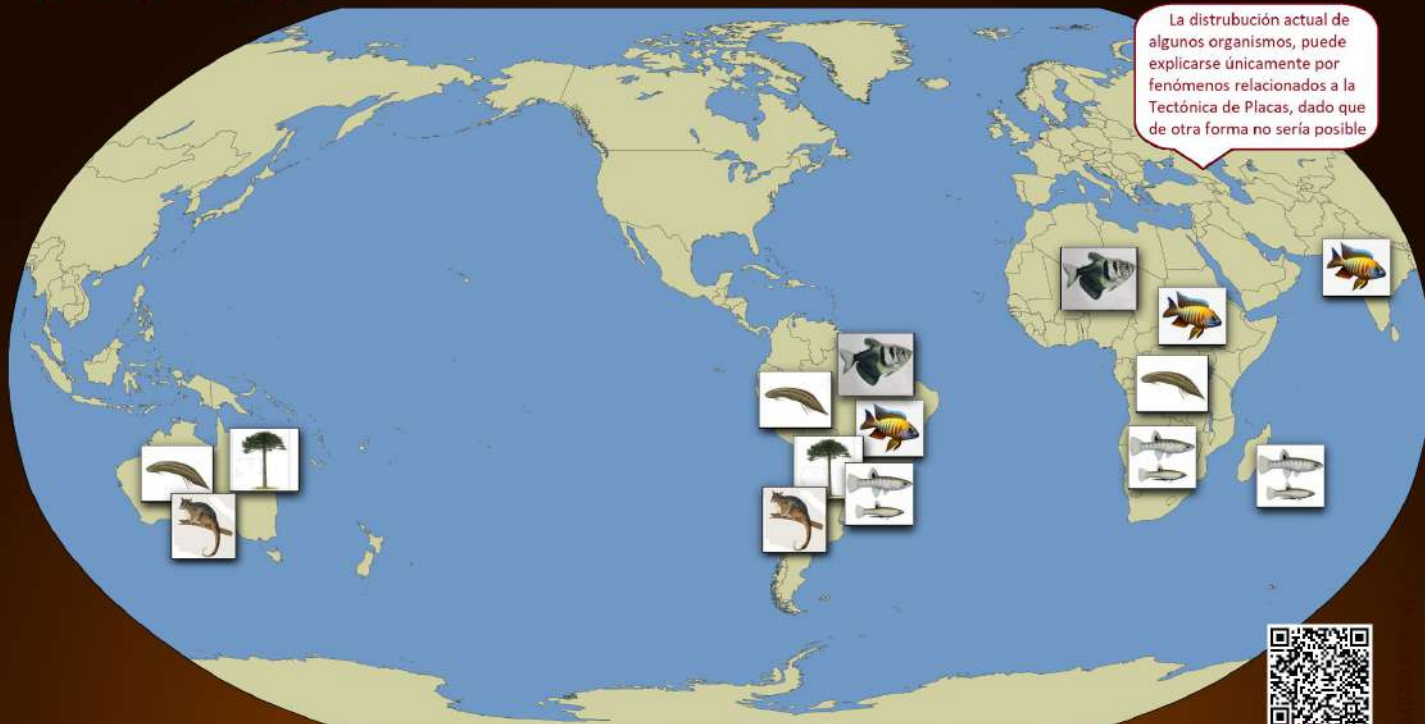 La distrubución actual de
algunos organismos, puede
explicarse únicamente por
fenómenos relacionados a la
Tectónica de Placas, dado que
de otra forma no sería posible